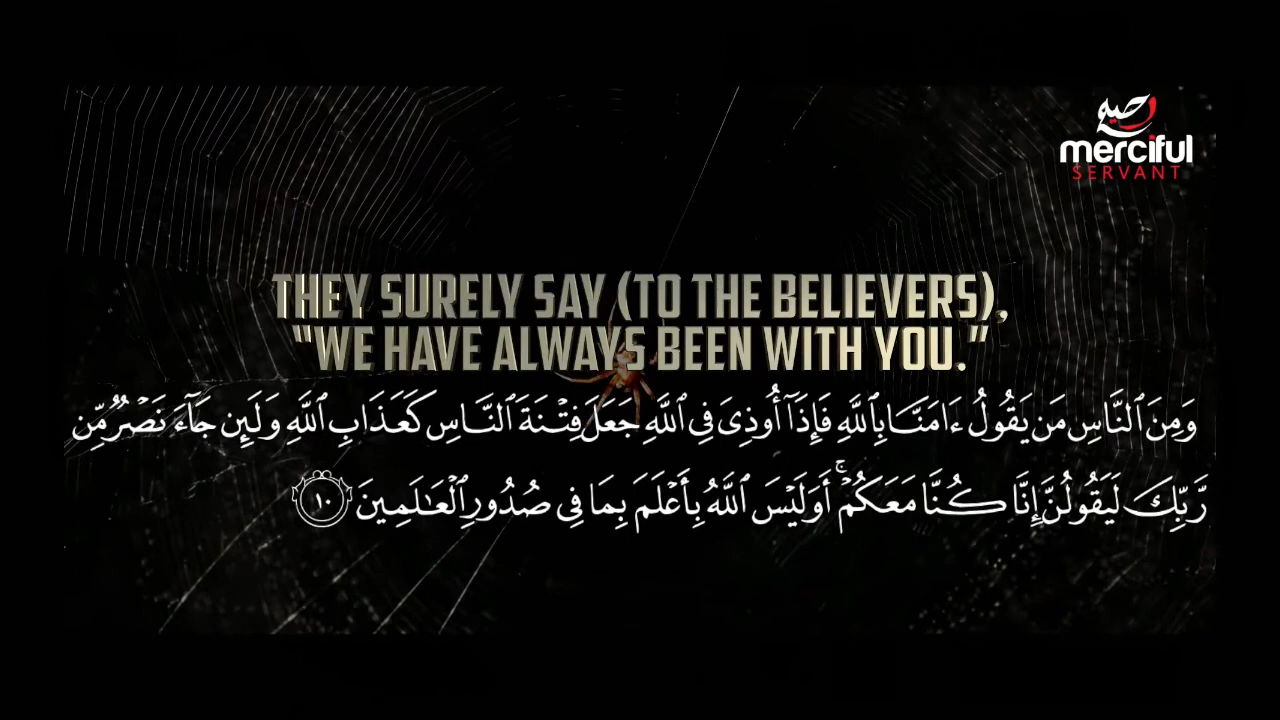 رحيم
merciful
SERVANT
THEY SURELY SAY (TO THE BELIEVERS),
"WE HAVE ALWAYS BEEN WITH YOU."
وَمِنَ ٱلنَّاسِ مَن يَقُولُ ءَامَنَّا بِٱللَّهِ فَإِذَآ أُوذِىَ فِى ٱللَّهِ جَعَلَ فِتْنَةَ ٱلنَّاسِ كَعَذَابِ ٱللَّهِ وَلَئِن جَآءَ نَصْرٌ مِّن
رَّبِّكَ لَيَقُولُنَّ إِنَّا كُنَّا مَعَكُمْ ۚ أَوَلَيْسَ ٱللَّهُ بِأَعْلَمَ بِمَا فِى صُدُورِ ٱلْعَـٰلَمِينَ ١٠